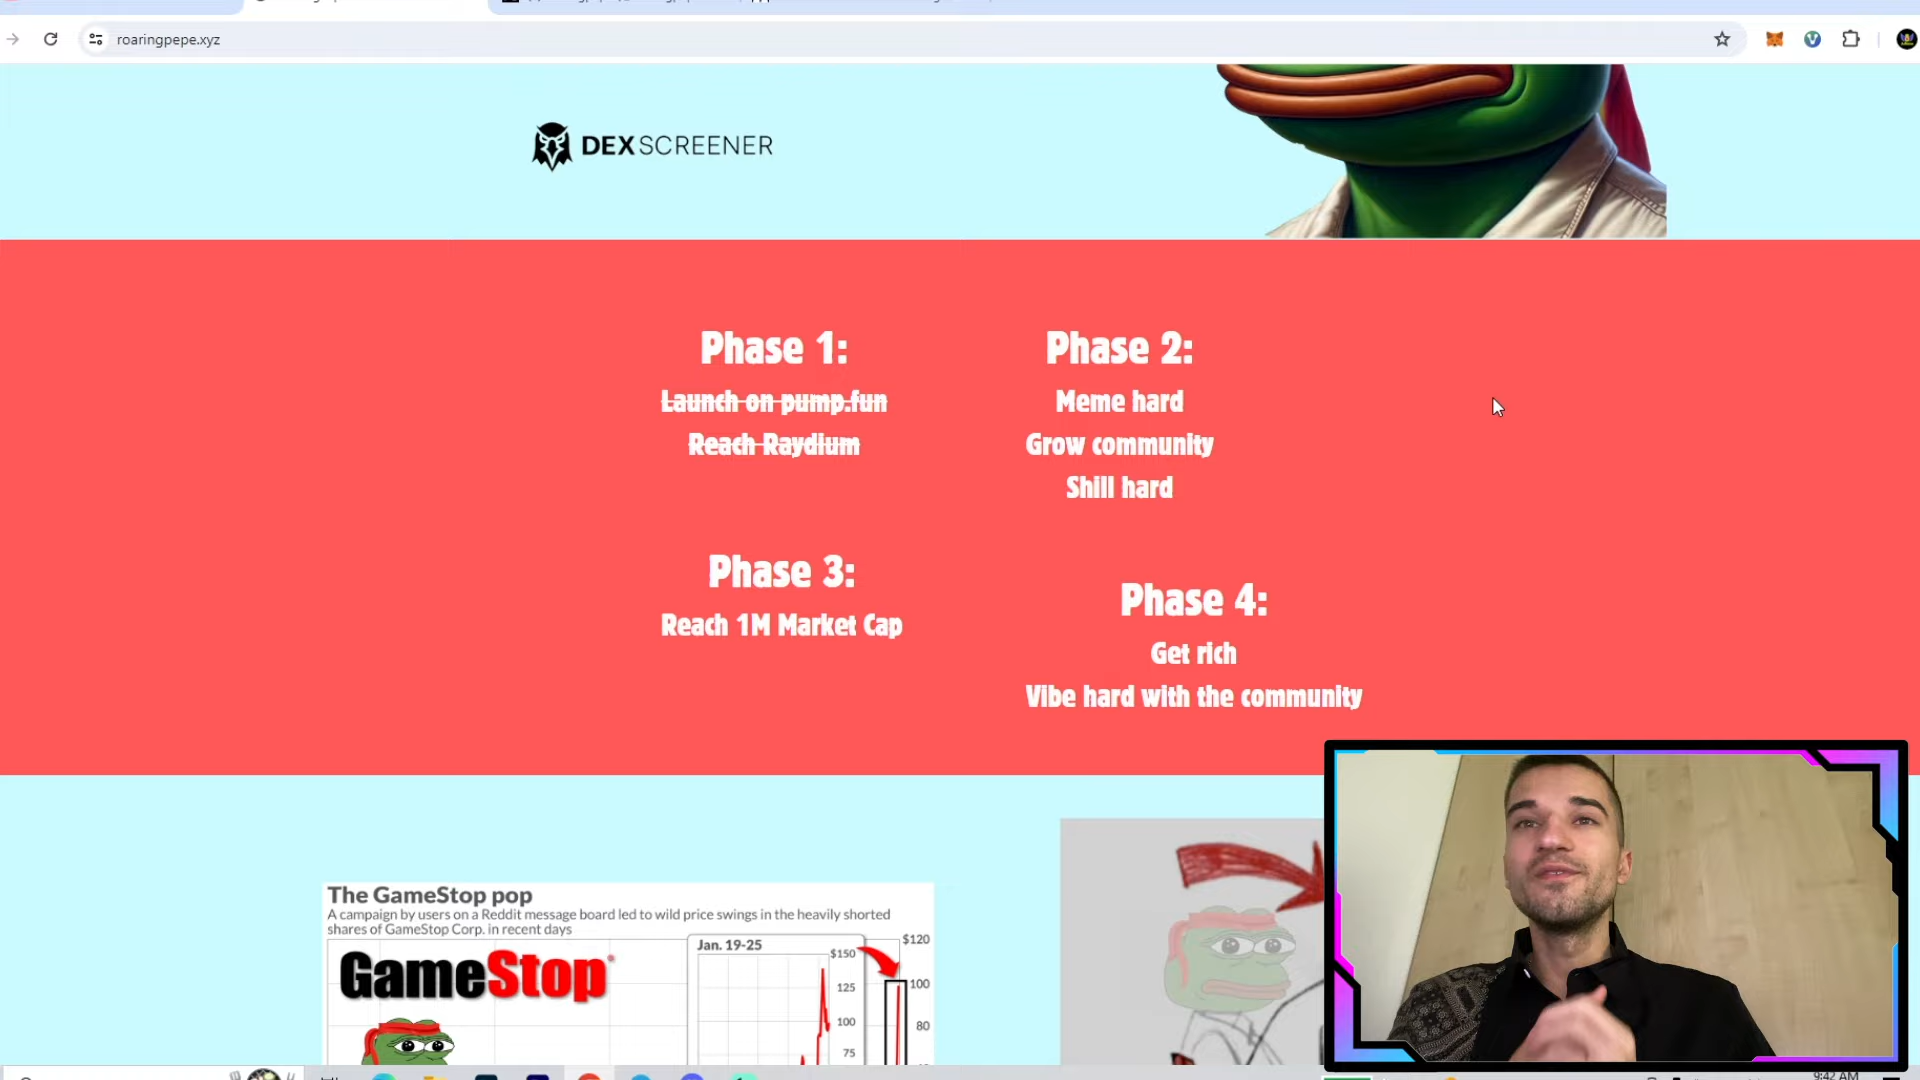 roaringpepe.xyz
DEX SCREENER
Phase 1:
Launch on pump.fun
Reach Raydium
Phase 2:
Meme hard
Grow community
Shill hard
Phase 3:
Reach 1M Market Cap
Phase 4:
Get rich
Vibe hard with the community
The GameStop pop
A campaign by users on a Reddit message board led to wild price swings in the heavily shorted
shares of GameStop Corp. in recent days
GameStop
Jan. 19-25
$150
125
100
75
$120
100
80
9:42 AM